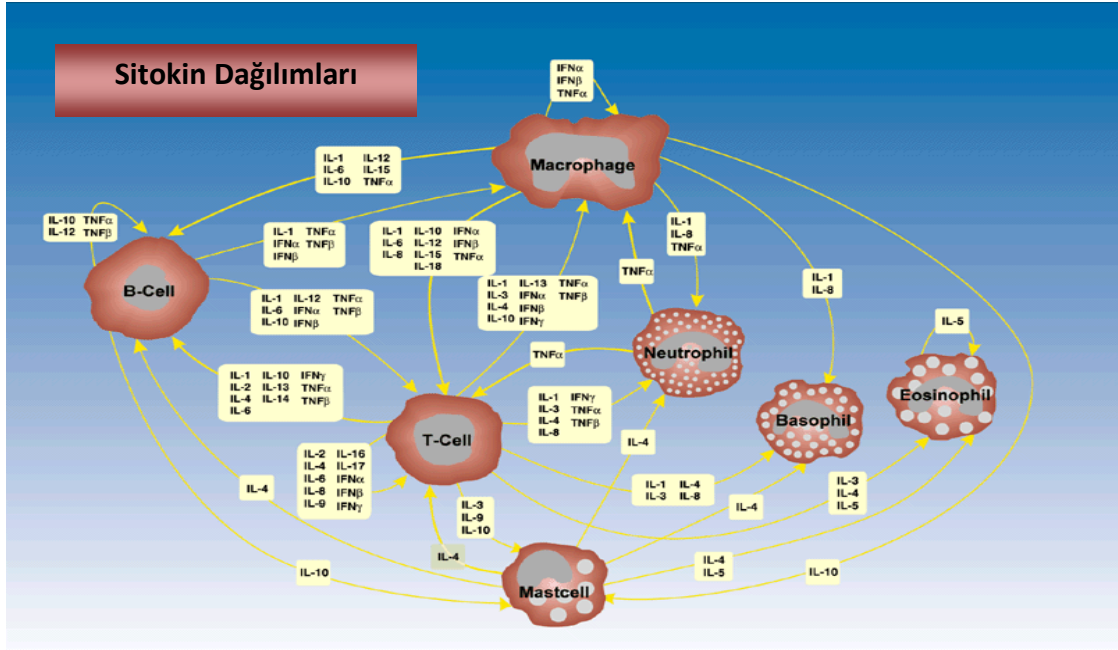 Sitokin Dağılımları
IFNα
IFNβ
TNFα
Macrophage
IL-1 IL-12
IL-6 IL-15
IL-10 TNFα
IL-10 TNFα
IL-12 TNFβ
B-Cell
IL-1 TNFα
IFNα TNFβ
IFNβ
IL-1 IL-10 IFNα
IL-6 IL-12 IFNβ
IL-8 IL-15 TNFα
IL-18
IL-1
IL-8
TNFα
TNFα
IL-1
IL-8
IL-1 IL-13 TNFα
IL-3 IFNα TNFβ
IL-4 IFNβ
IL-10 IFNγ
IL-1 IL-12 TNFα
IL-6 IFNα TNFβ
IL-10 IFNβ
IL-5
TNFα
Neutrophil
Eosinophil
IL-1 IL-10 IFNγ
IL-2 IL-13 TNFα
IL-4 IL-14 TNFβ
IL-6
IL-1 IFNγ
IL-3 TNFα
IL-4 TNFβ
IL-8
Basophil
T-Cell
IL-4
IL-2 IL-16
IL-4 IL-17
IL-6 IFNα
IL-8 IFNβ
IL-9 IFNγ
IL-4
IL-1 IL-4
IL-3 IL-8
IL-3
IL-4
IL-5
IL-3
IL-9
IL-10
IL-4
IL-4
IL-10
IL-4
IL-5
IL-10
Mastcell